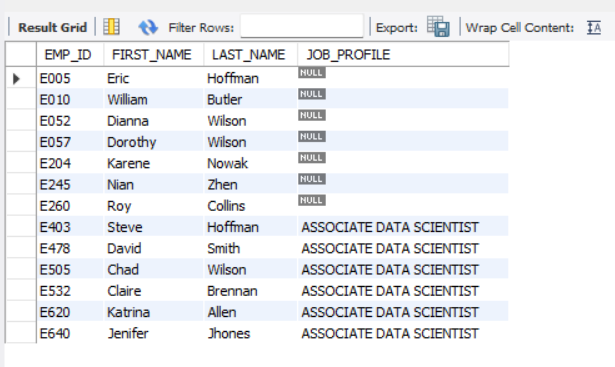 Result Grid Filter Rows: Export: Wrap Cell Content: IA
EMP_ID FIRST_NAME LAST_NAME JOB_PROFILE
E005 Eric Hoffman NULL
E010 William Butler NULL
E052 Dianna Wilson NULL
E057 Dorothy Wilson NULL
E204 Karene Nowak NULL
E245 Nian Zhen NULL
E260 Roy Collins NULL
E403 Steve Hoffman ASSOCIATE DATA SCIENTIST
E478 David Smith ASSOCIATE DATA SCIENTIST
E505 Chad Wilson ASSOCIATE DATA SCIENTIST
E532 Claire Brennan ASSOCIATE DATA SCIENTIST
E620 Katrina Allen ASSOCIATE DATA SCIENTIST
E640 Jenifer Jhones ASSOCIATE DATA SCIENTIST